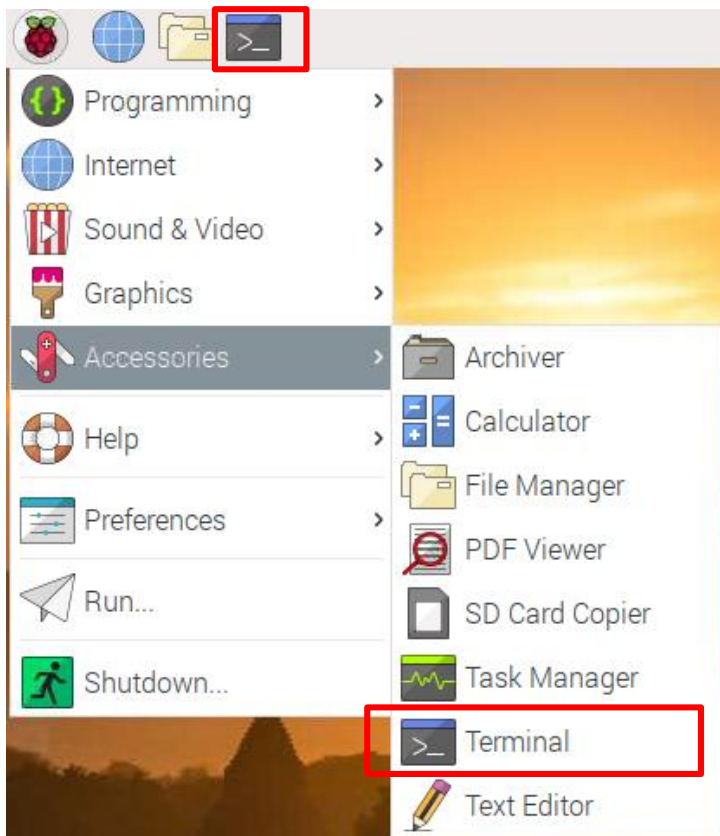 >_
Programming
Internet
Sound & Video
Graphics
Accessories
Help
Preferences
Run...
Shutdown...
Archiver
Calculator
File Manager
PDF Viewer
SD Card Copier
Task Manager
>_ Terminal
Text Editor